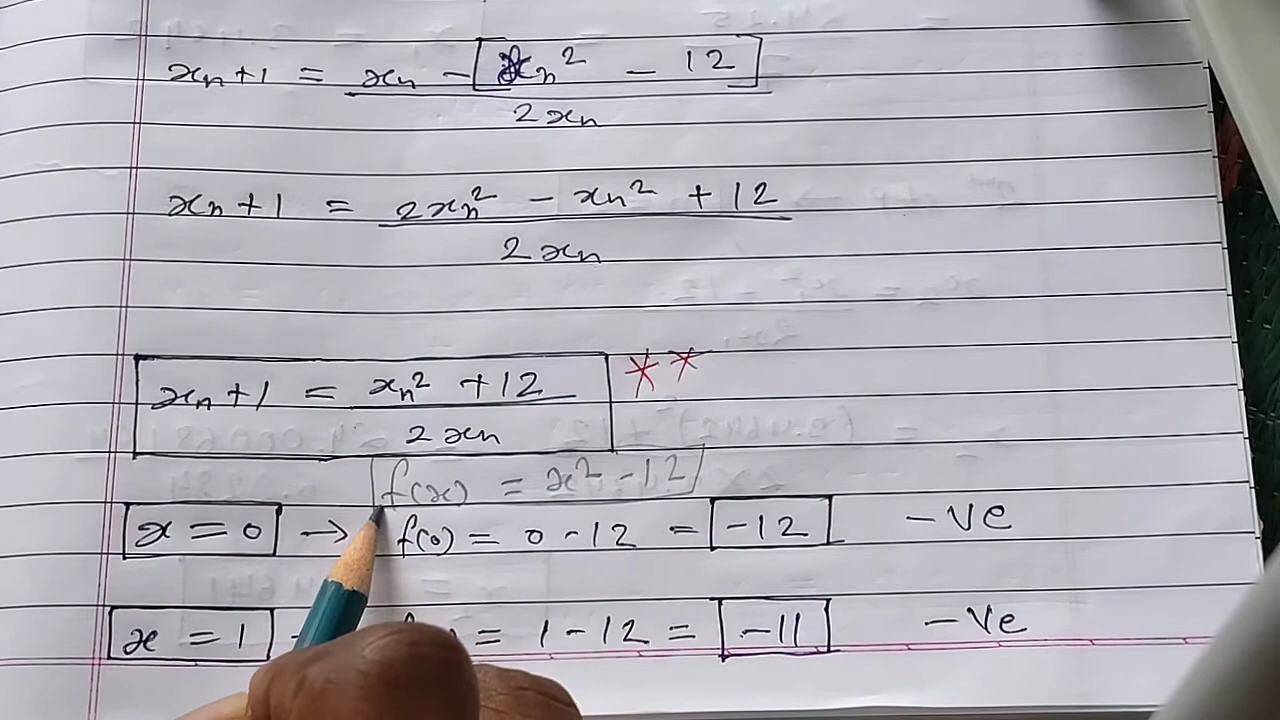 xₙ+1 = xₙ - [xₙ² - 12]
2xₙ
xₙ+1 = 2xₙ² - xₙ² + 12
2xₙ
xₙ+1 = xₙ² + 12 **
2xₙ
f(x) = x² - 12
x = 0 → f(0) = 0 - 12 = -12 -ve
x = 1 = 1 - 12 = -11 -ve